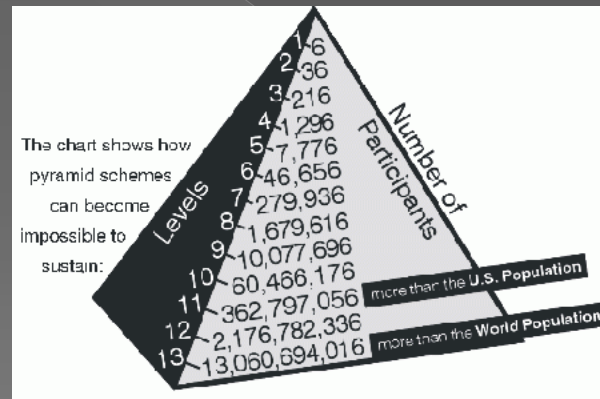 The chart shows how
pyramid schemes
can become
impossible to
sustain:
Levels
Number of
Participants
1 6
2 36
3 216
4 1,296
5 7,776
6 46,656
7 279,936
8 1,679,616
9 10,077,696
10 60,466,176
11 362,797,056 more than the U.S. Population
12 2,176,782,336
13 13,060,694,016 more than the World Population